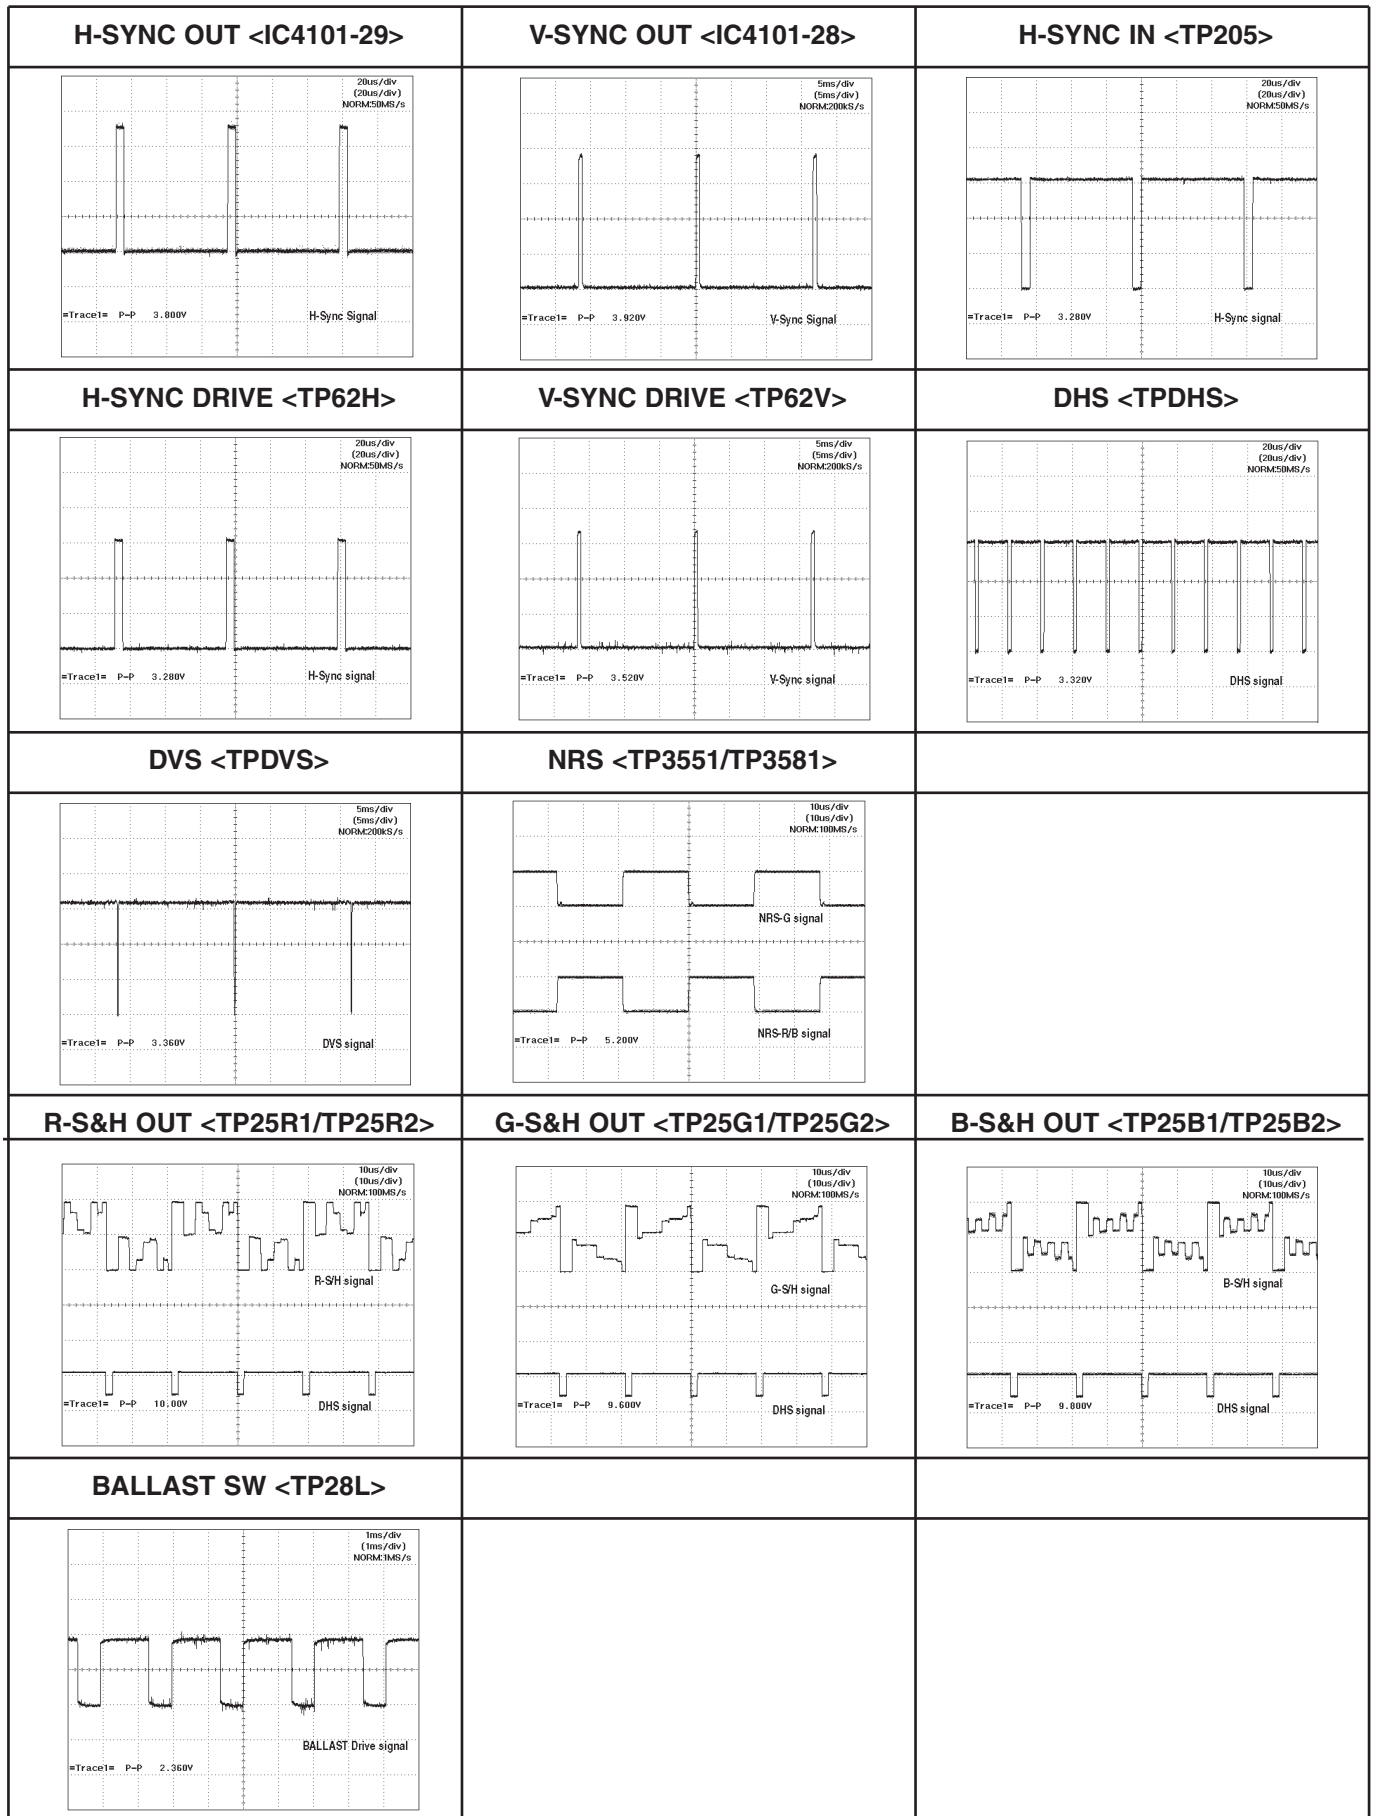 H-SYNC OUT <IC4101-29>
V-SYNC OUT <IC4101-28>
H-SYNC IN <TP205>
20us/div
(20us/div)
NORM:50MS/s
=Trace1= P-P 3.800V
H-Sync Signal
5ms/div
(5ms/div)
NORM:200kS/s
=Trace1= P-P 3.920V
V-Sync Signal
20us/div
(20us/div)
NORM:50MS/s
=Trace1= P-P 3.280V
H-Sync signal
H-SYNC DRIVE <TP62H>
V-SYNC DRIVE <TP62V>
DHS <TPDHS>
20us/div
(20us/div)
NORM:50MS/s
=Trace1= P-P 3.280V
H-Sync signal
5ms/div
(5ms/div)
NORM:200kS/s
=Trace1= P-P 3.520V
V-Sync signal
20us/div
(20us/div)
NORM:50MS/s
=Trace1= P-P 3.320V
DHS signal
DVS <TPDVS>
NRS <TP3551/TP3581>
5ms/div
(5ms/div)
NORM:200kS/s
=Trace1= P-P 3.360V
DVS signal
10us/div
(10us/div)
NORM:100MS/s
NRS-G signal
NRS-R/B signal
=Trace1= P-P 5.200V
R-S&H OUT <TP25R1/TP25R2>
G-S&H OUT <TP25G1/TP25G2>
B-S&H OUT <TP25B1/TP25B2>
10us/div
(10us/div)
NORM:100MS/s
R-S/H signal
=Trace1= P-P 10.00V
DHS signal
10us/div
(10us/div)
NORM:100MS/s
G-S/H signal
=Trace1= P-P 9.600V
DHS signal
10us/div
(10us/div)
NORM:100MS/s
B-S/H signal
=Trace1= P-P 9.800V
DHS signal
BALLAST SW <TP28L>
1ms/div
(1ms/div)
NORM:1MS/s
BALLAST Drive signal
=Trace1= P-P 2.360V